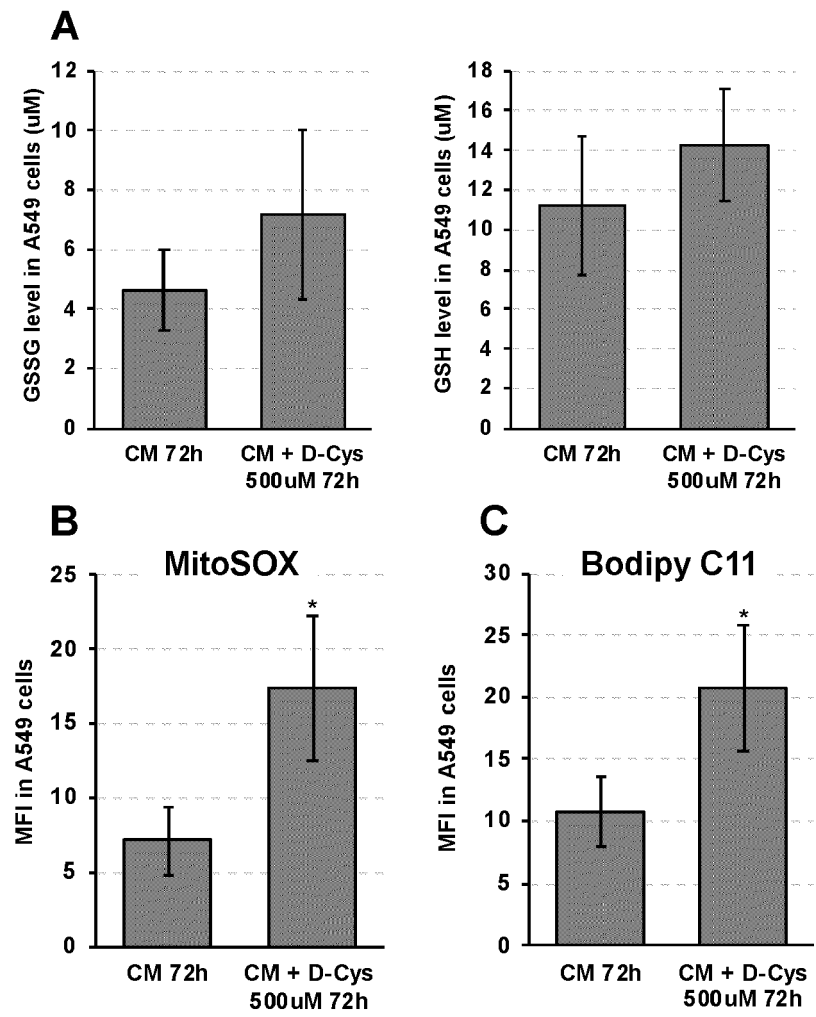 A
GSSG level in A549 cells (uM)
12
10
8
6
4
2
0
CM 72h
CM + D-Cys
500uM 72h
GSH level in A549 cells (uM)
18
16
14
12
10
8
6
4
2
0
CM 72h
CM + D-Cys
500uM 72h
B
MitoSOX
MFI in A549 cells
25
20
15
10
5
0
*
CM 72h
CM + D-Cys
500uM 72h
C
Bodipy C11
MFI in A549 cells
30
25
20
15
10
5
0
*
CM 72h
CM + D-Cys
500uM 72h